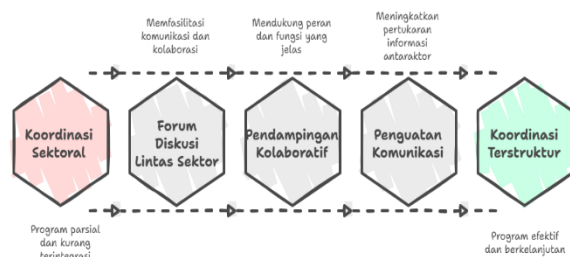 Memfasilitasi
komunikasi dan
kolaborasi
Mendukung peran
dan fungsi yang
jelas
Meningkatkan
pertukaran
informasi
antaraktor
Koordinasi
Sektoral
Forum
Diskusi
Lintas Sektor
Pendampingan
Kolaboratif
Penguatan
Komunikasi
Koordinasi
Terstruktur
Program parsial
dan kurang
terintegrasi
Program efektif
dan berkelanjutan